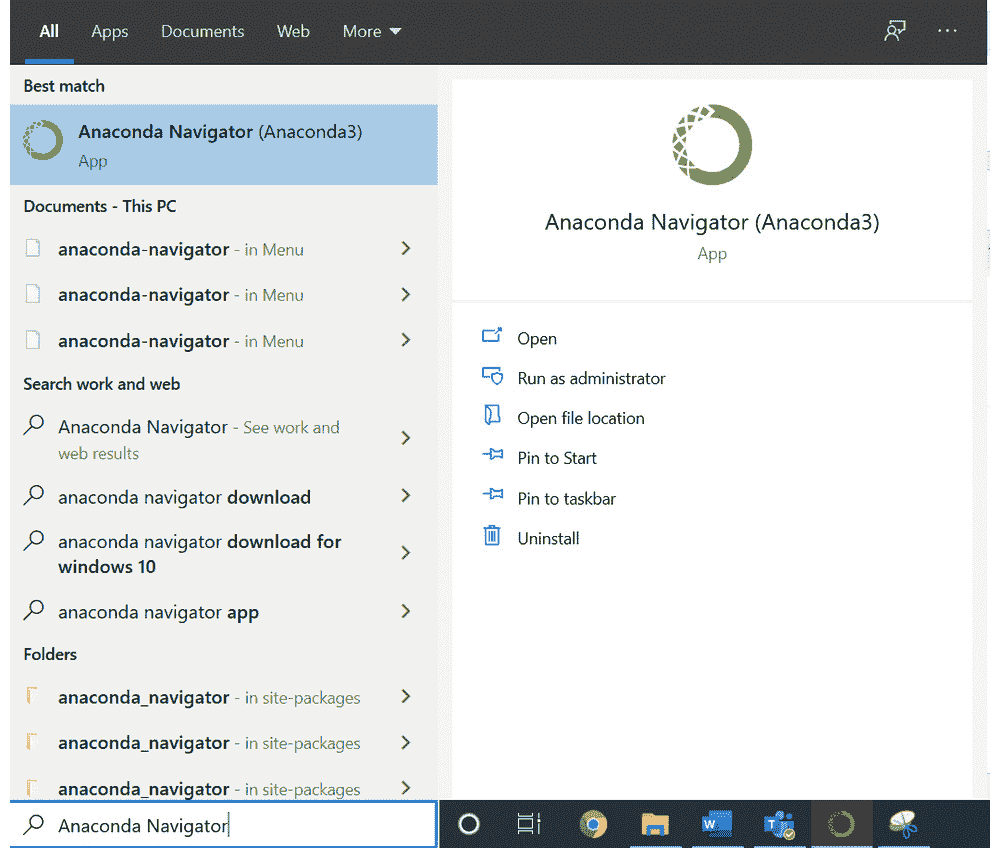 All Apps Documents Web More
Best match
Anaconda Navigator (Anaconda3)
App
Documents - This PC
anaconda-navigator - in Menu
anaconda-navigator - in Menu
anaconda-navigator - in Menu
Search work and web
Anaconda Navigator - See work and
web results
anaconda navigator download
anaconda navigator download for
windows 10
anaconda navigator app
Folders
anaconda_navigator - in site-packages
anaconda_navigator - in site-packages
anaconda_navigator - in site-packages
Anaconda Navigator
Anaconda Navigator (Anaconda3)
App
Open
Run as administrator
Open file location
Pin to Start
Pin to taskbar
Uninstall
W
T